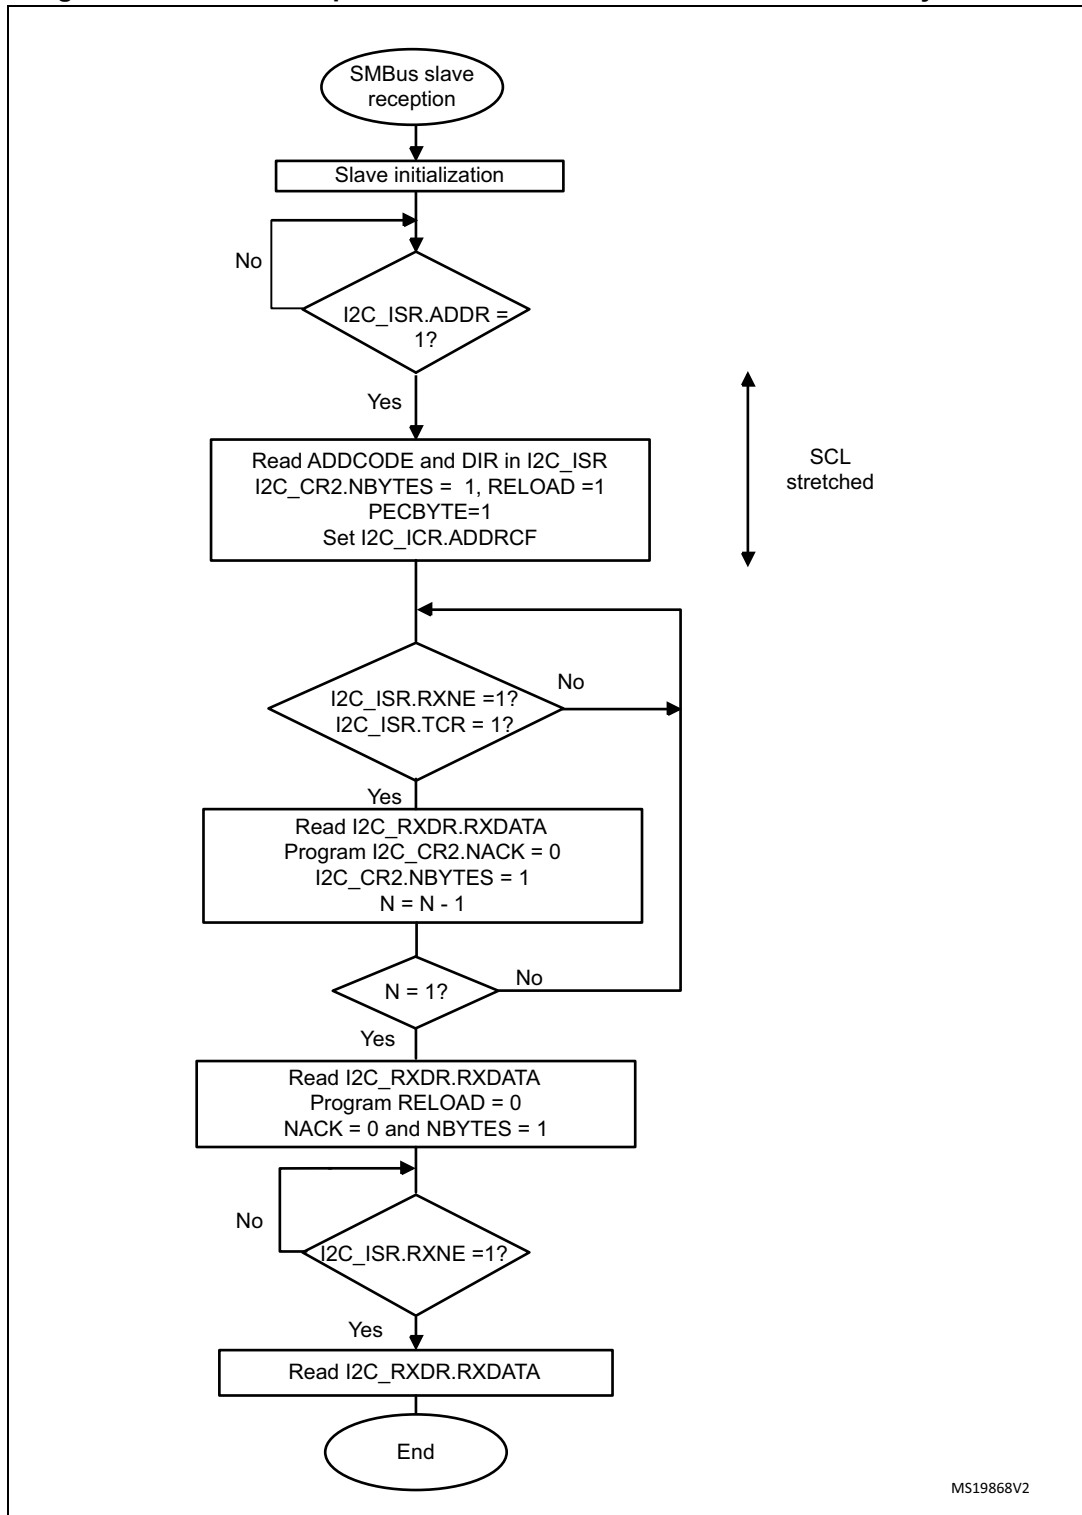 SMBus slave
reception
Slave initialization
No
I2C_ISR.ADDR =
1?
Yes
Read ADDCODE and DIR in I2C_ISR
I2C_CR2.NBYTES = 1, RELOAD =1
PECBYTE=1
Set I2C_ICR.ADDRCF
SCL
stretched
I2C_ISR.RXNE =1?
I2C_ISR.TCR = 1?
No
Yes
Read I2C_RXDR.RXDATA
Program I2C_CR2.NACK = 0
I2C_CR2.NBYTES = 1
N = N - 1
N = 1?
No
Yes
Read I2C_RXDR.RXDATA
Program RELOAD = 0
NACK = 0 and NBYTES = 1
No
I2C_ISR.RXNE =1?
Yes
Read I2C_RXDR.RXDATA
End
MS19868V2